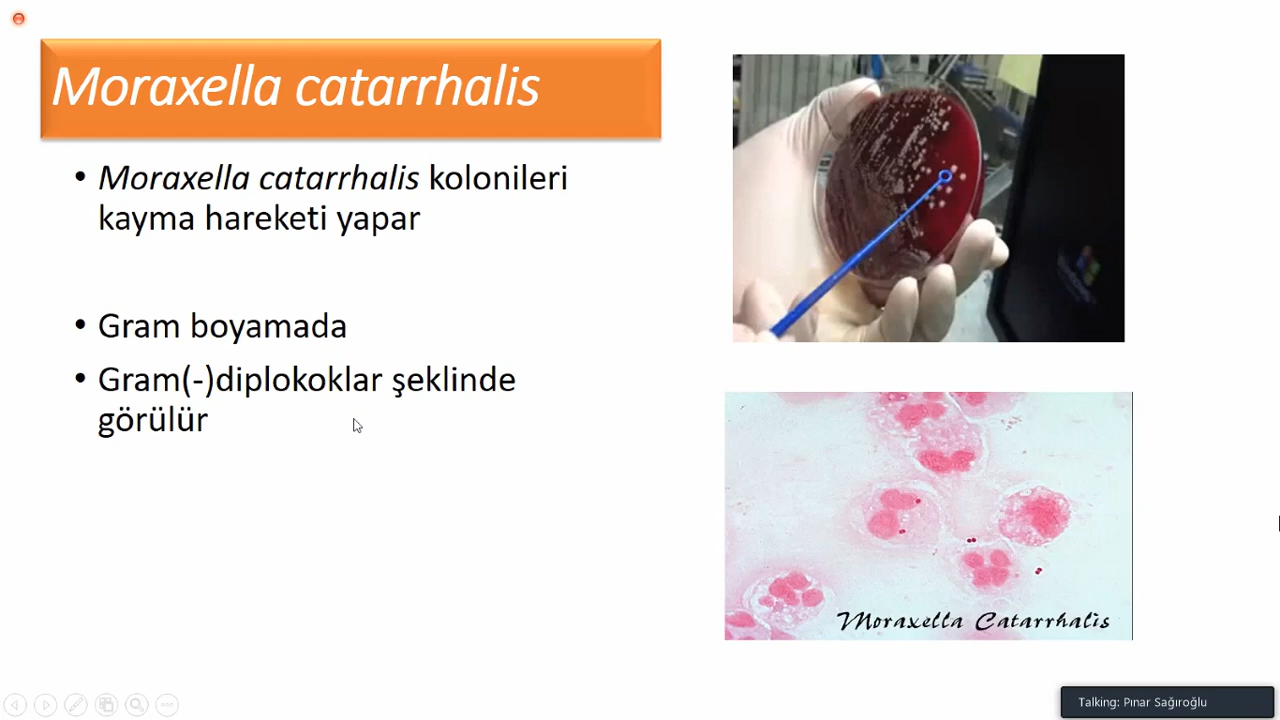 Moraxella catarrhalis
• Moraxella catarrhalis kolonileri
kayma hareketi yapar
• Gram boyamada
• Gram(-)diplokoklar şeklinde
görülür
Moraxella Catarrhalis
Talking: Pınar Sağıroğlu